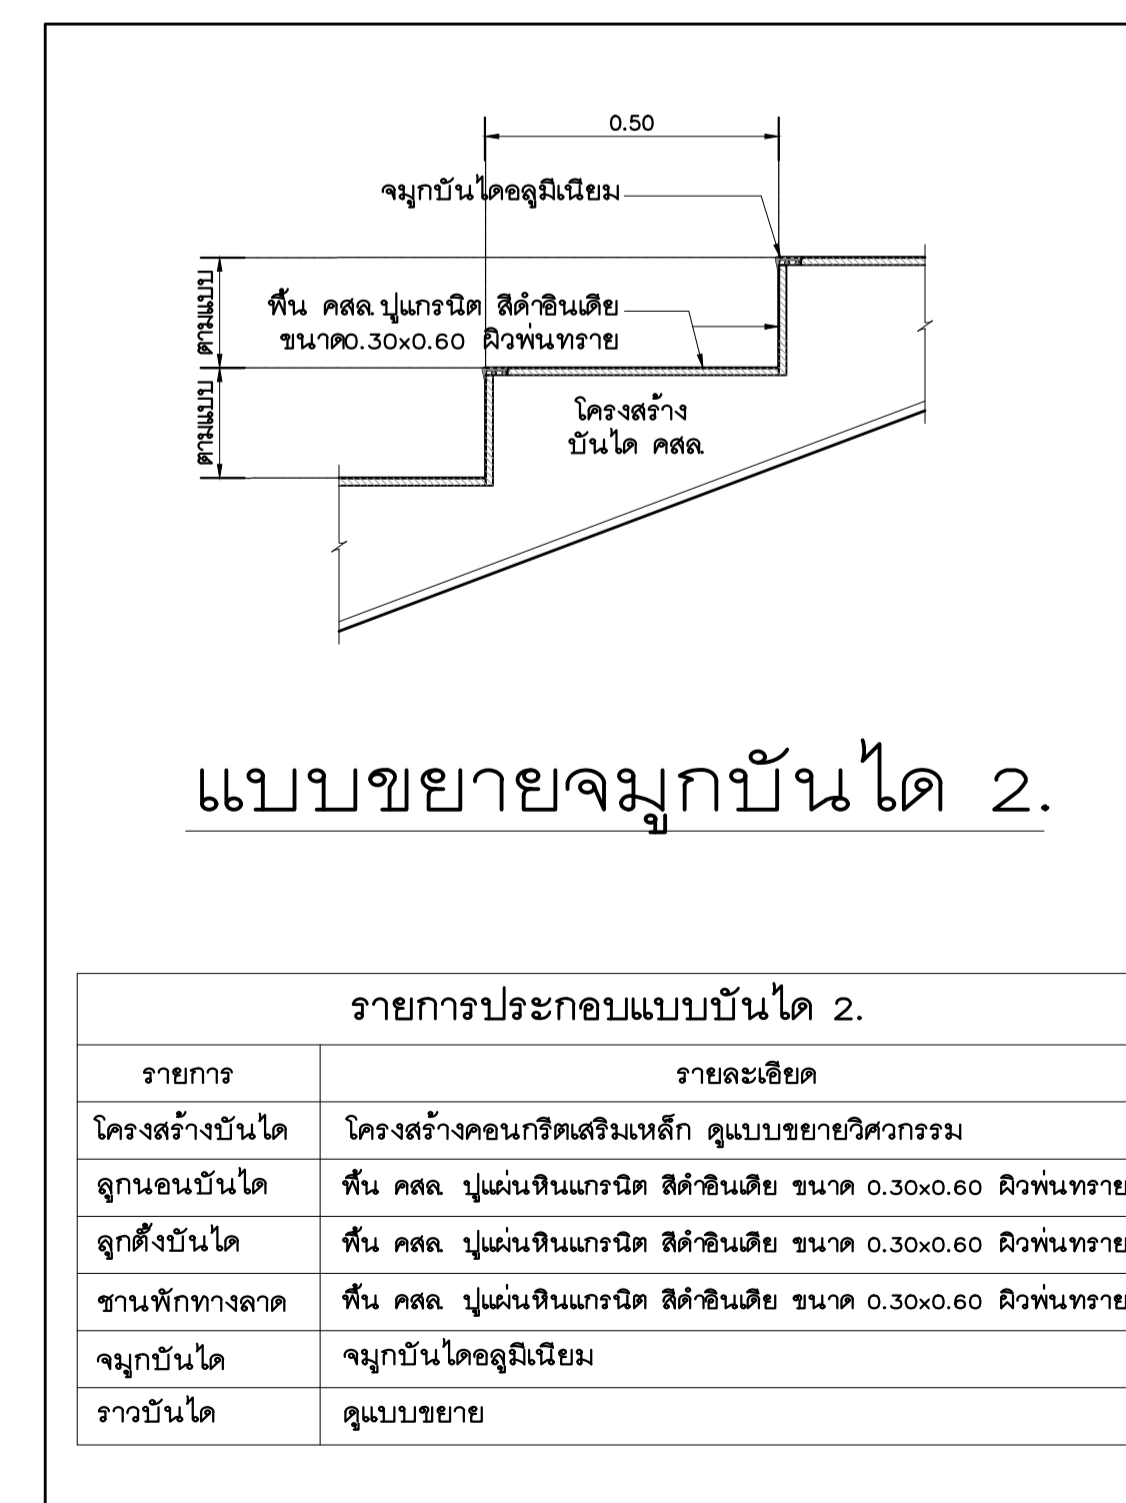 0.50
จมูกบันไดอลูมีเนียม
ตามแบบ
พื้น คสล.ปูแกรนิต สีดำอินเดีย
ขนาด0.30x0.60 ผิวพ่นทราย
ตามแบบ
โครงสร้าง
บันได คสล.
แบบขยายจมูกบันได 2.
รายการประกอบแบบบันได 2.
รายการ รายละเอียด
โครงสร้างบันได โครงสร้างคอนกรีตเสริมเหล็ก ดูแบบขยายวิศวกรรม
ลูกนอนบันได พื้น คสล. ปูแผ่นหินแกรนิต สีดำอินเดีย ขนาด 0.30x0.60 ผิวพ่นทราย
ลูกตั้งบันได พื้น คสล. ปูแผ่นหินแกรนิต สีดำอินเดีย ขนาด 0.30x0.60 ผิวพ่นทราย
ชานพักทางลาด พื้น คสล. ปูแผ่นหินแกรนิต สีดำอินเดีย ขนาด 0.30x0.60 ผิวพ่นทราย
จมูกบันได จมูกบันไดอลูมีเนียม
ราวบันได ดูแบบขยาย